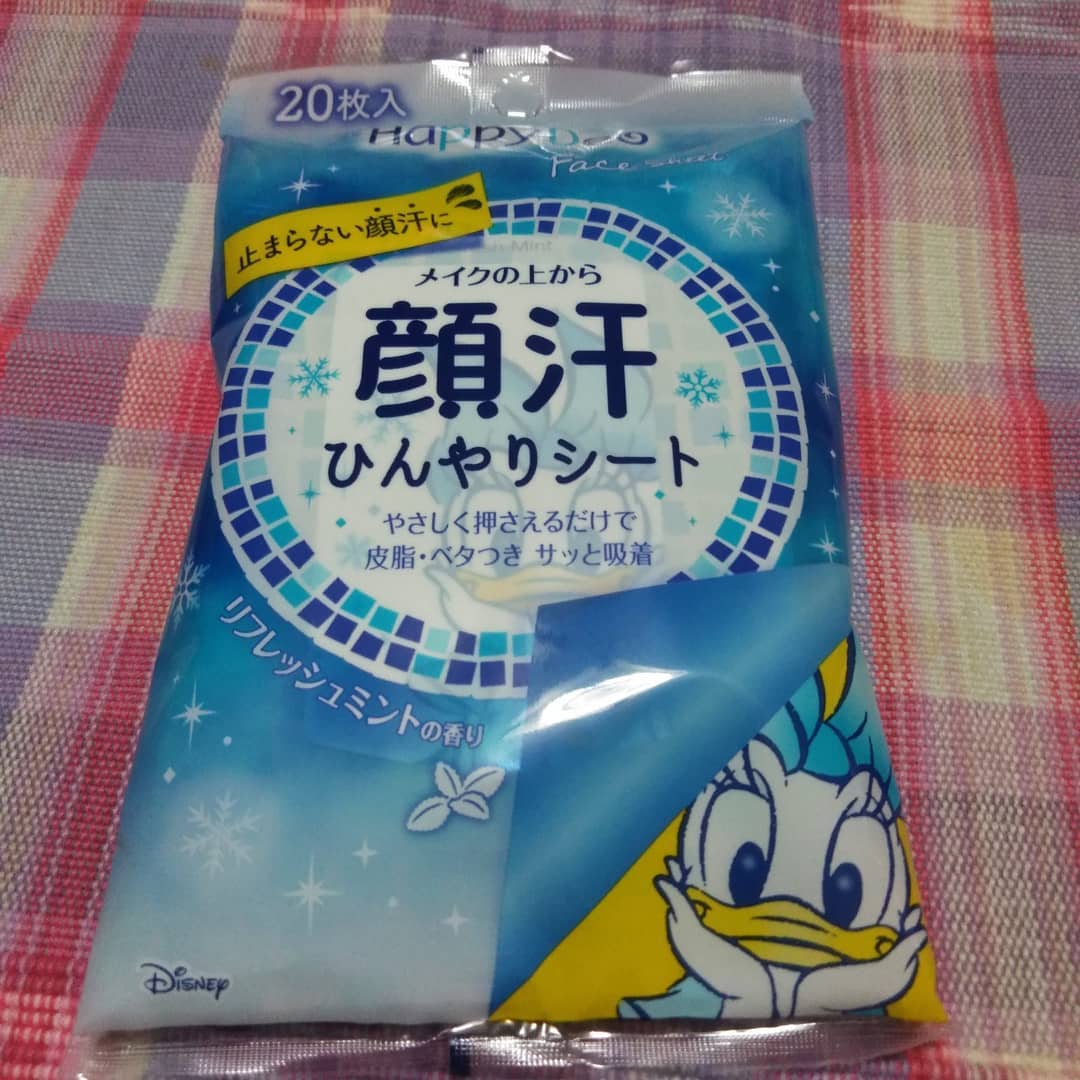 20枚入
Happy
Face
止まらない顔汗に
Mint
メイクの上から
顔汗
ひんやりシート
やさしく押さえるだけで
皮脂・ベタつき サッと吸着
リフレッシュミントの香り
Disney